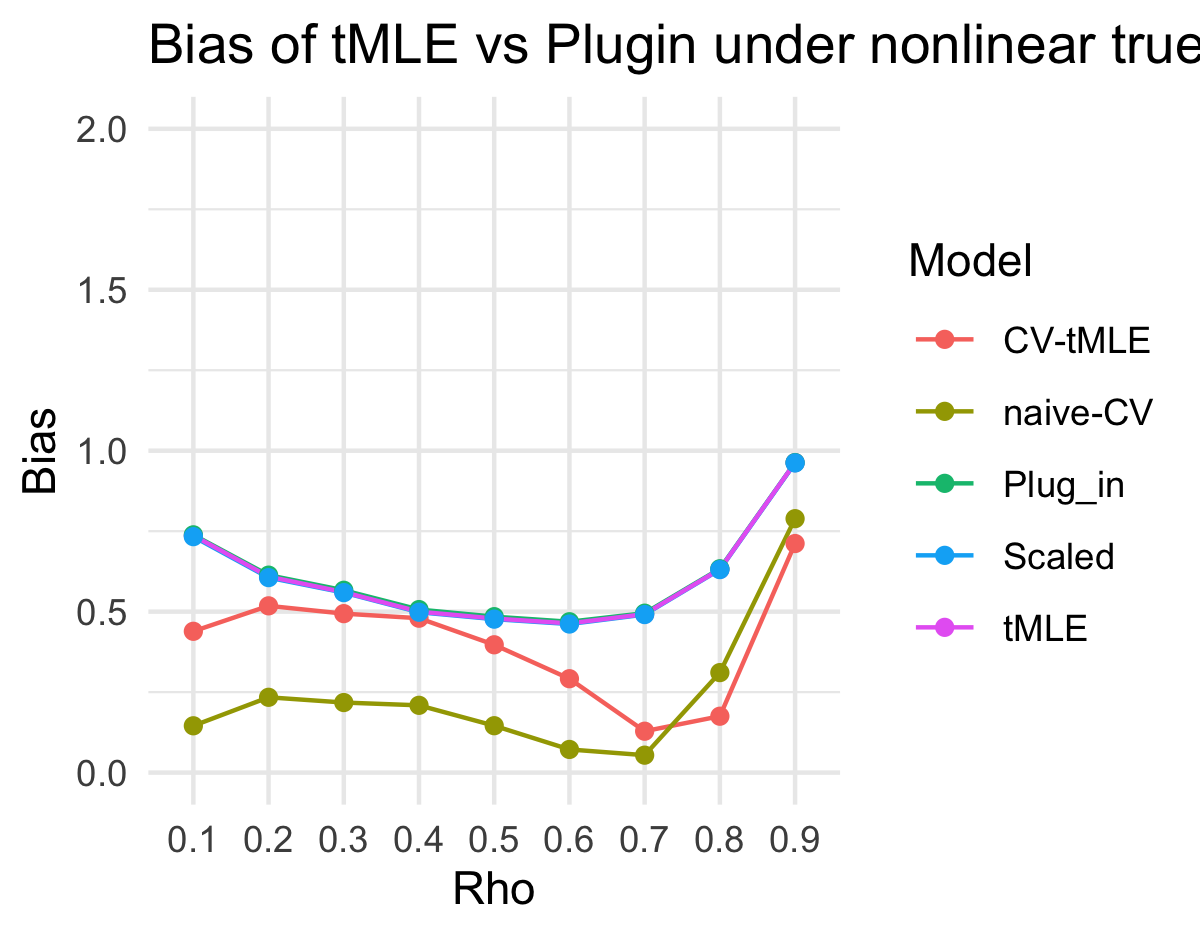 Bias of tMLE vs Plugin under nonlinear true
2.0
1.5
1.0
0.5
0.0
Bias
0.1 0.2 0.3 0.4 0.5 0.6 0.7 0.8 0.9
Rho
Model
CV-tMLE
naive-CV
Plug_in
Scaled
tMLE